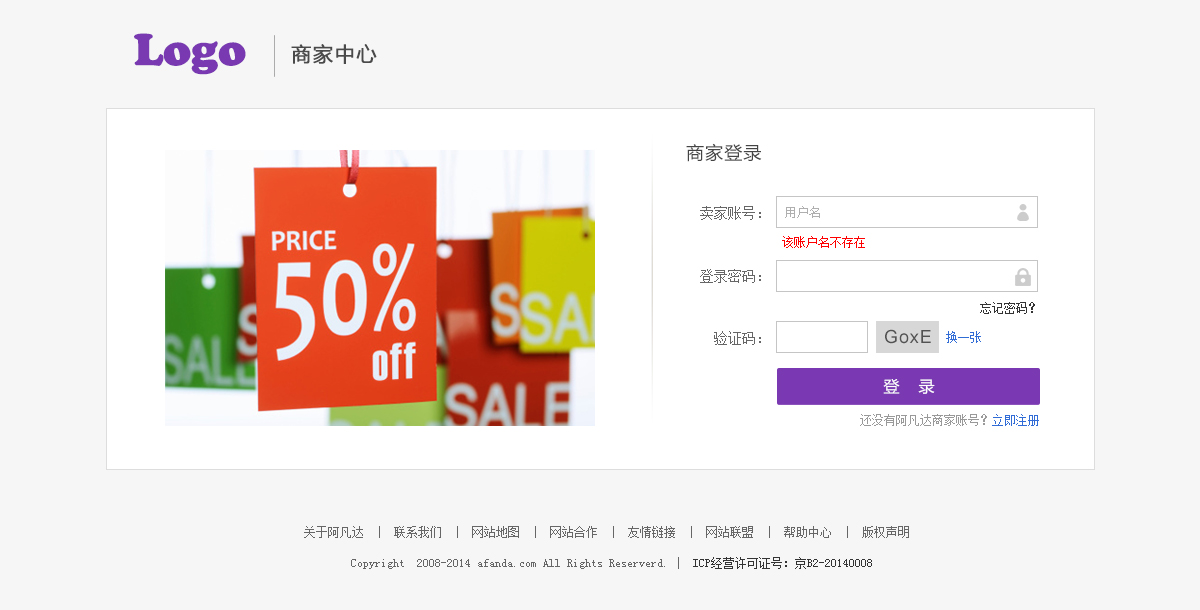 Logo
商家中心
商家登录
PRICE
50%
off
SALE
SSALE
SALE
卖家账号：
用户名
该账户名不存在
登录密码：
忘记密码？
验证码：
GoxE
换一张
登 录
还没有阿凡达商家账号？立即注册
关于阿凡达 | 联系我们 | 网站地图 | 网站合作 | 友情链接 | 网站联盟 | 帮助中心 | 版权声明
Copyright 2008-2014 afanda.com All Rights Reserverd. | ICP经营许可证号：京B2-20140008